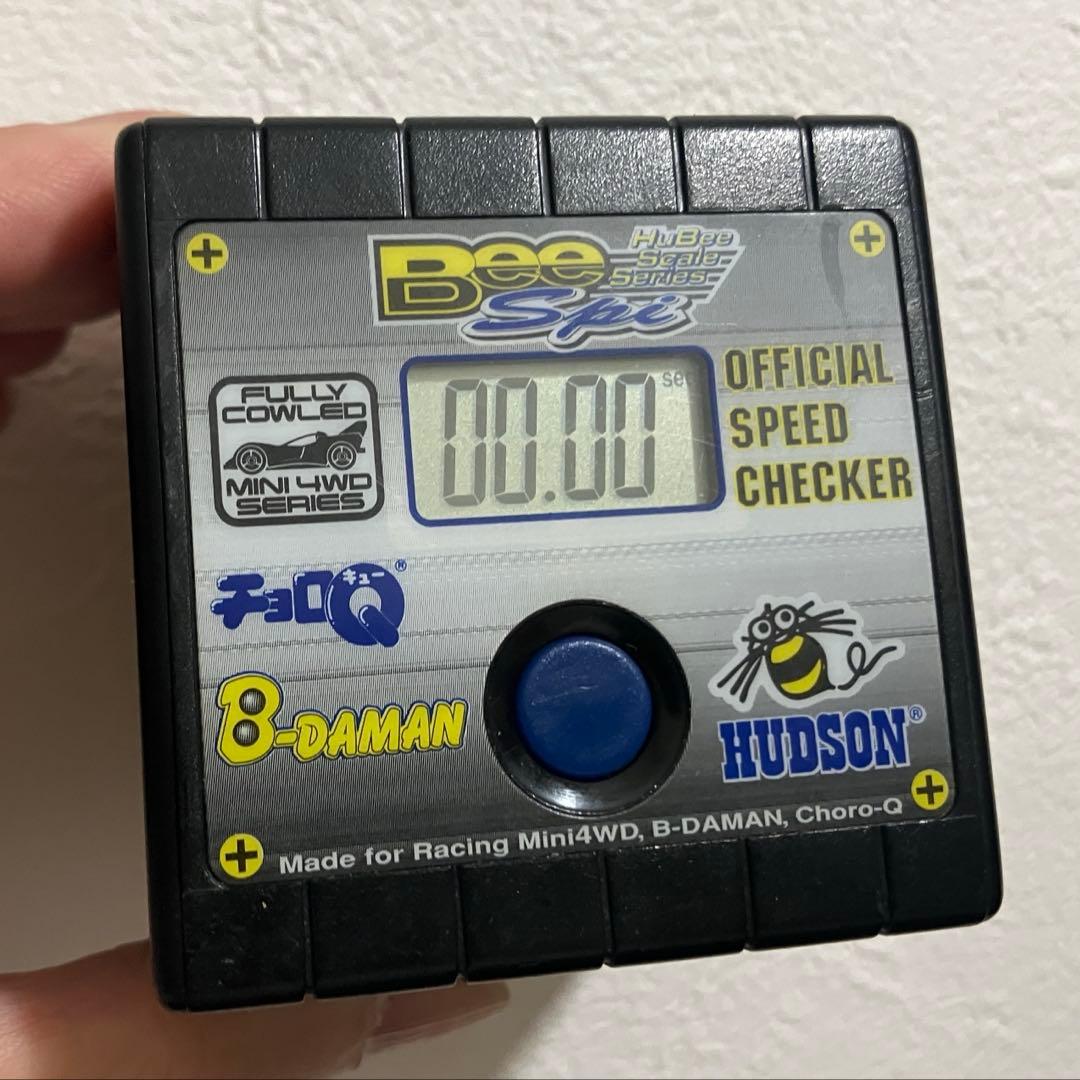 Bee
Spi
HuBee
Scale
Series
FULLY
COWLED
MINI 4WD
SERIES
00.00
se
OFFICIAL
SPEED
CHECKER
チョロQ®
キュー
B-DAMAN
HUDSON®
Made for Racing Mini4WD, B-DAMAN, Choro-Q